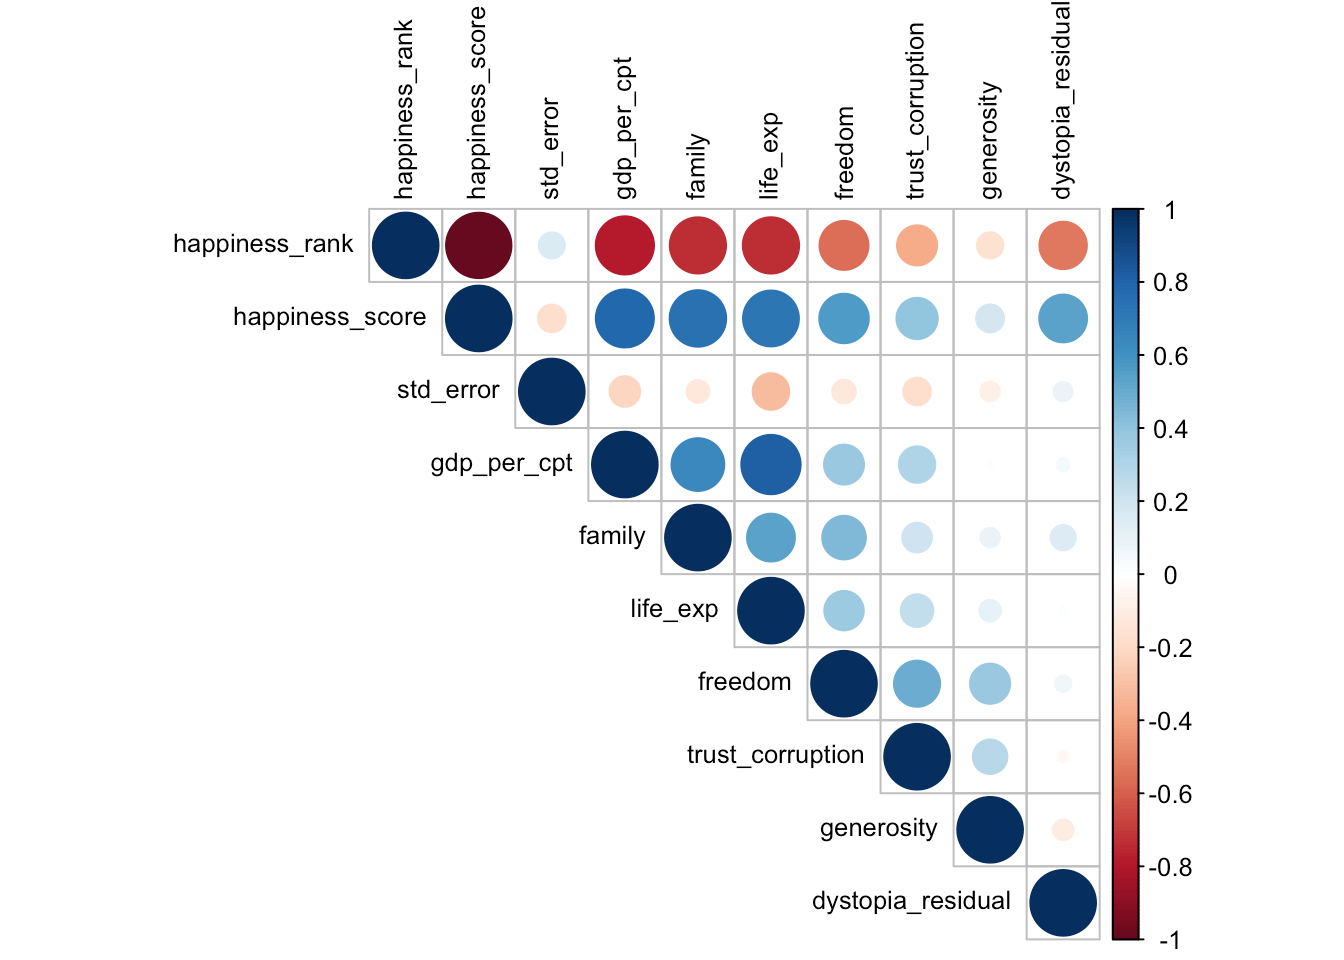 happiness_rank
happiness_score
std_error
gdp_per_cpt
family
life_exp
freedom
trust_corruption
generosity
dystopia_residual
happiness_rank
happiness_score
std_error
gdp_per_cpt
family
life_exp
freedom
trust_corruption
generosity
dystopia_residual
1
0.8
0.6
0.4
0.2
0
-0.2
-0.4
-0.6
-0.8
-1